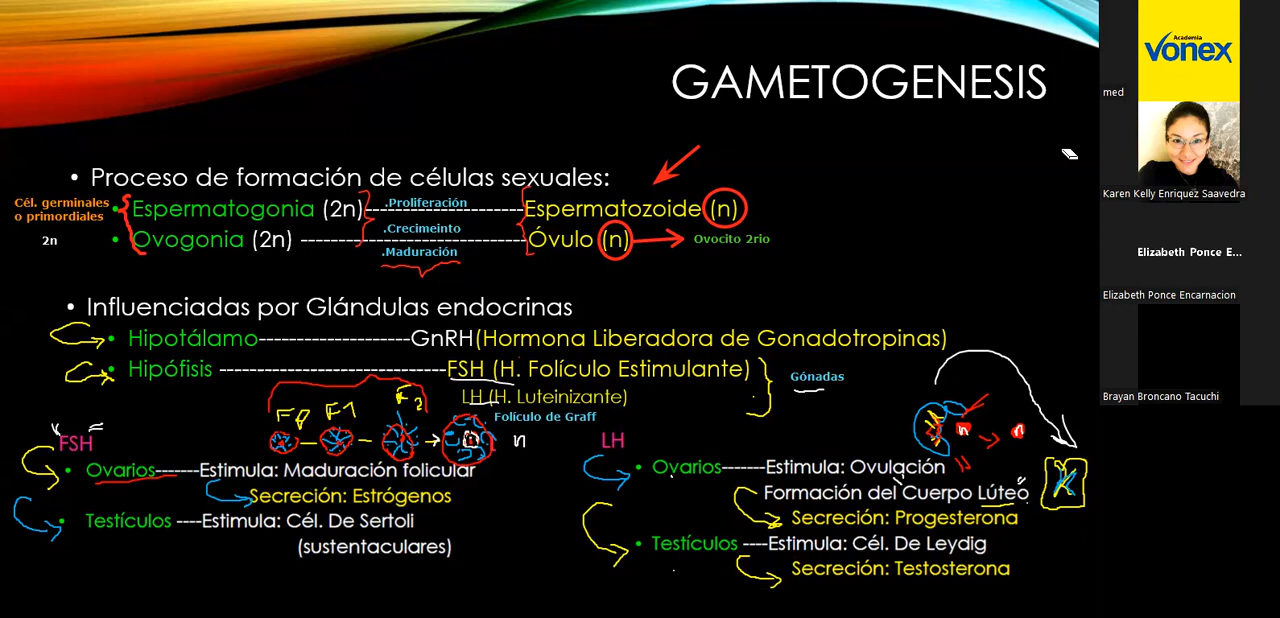 GAMETOGENESIS
• Proceso de formación de células sexuales:
Cél. germinales
o primordiales
2n
• Espermatogonia (2n)---------------------Espermatozoide (n)
• Ovogonia (2n) ------------------------------Óvulo (n)
.Proliferación
.Crecimeinto
.Maduración
Ovocito 2rio
• Influenciadas por Glándulas endocrinas
• Hipotálamo--------------------GnRH(Hormona Liberadora de Gonadotropinas)
• Hipófisis ------------------------------FSH (H. Folículo Estimulante)
LH (H. Luteinizante)
Gónadas
Folículo de Graff
Fp F1 F2
n
FSH
• Ovarios-------Estimula: Maduración folicular
Secreción: Estrógenos
• Testículos ----Estimula: Cél. De Sertoli
(sustentaculares)
LH
n
n
• Ovarios-------Estimula: Ovulación
Formación del Cuerpo Lúteo
Secreción: Progesterona
• Testículos ----Estimula: Cél. De Leydig
Secreción: Testosterona
Academia
vonex
med
Karen Kelly Enriquez Saavedra
Elizabeth Ponce E...
Elizabeth Ponce Encarnacion
Brayan Broncano Tacuchi